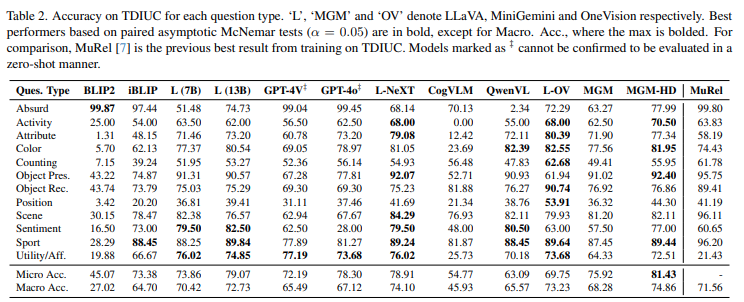 Table 2. Accuracy on TDIUC for each question type. ‘L’, ‘MGM’ and ‘OV’ denote LLaVA, MiniGemini and OneVision respectively. Best
performers based on paired asymptotic McNemar tests (α = 0.05) are in bold, except for Macro. Acc., where the max is bolded. For
comparison, MuRel [7] is the previous best result from training on TDIUC. Models marked as ‡ cannot be confirmed to be evaluated in a
zero-shot manner.
Ques. Type BLIP2 iBLIP L (7B) L (13B) GPT-4V‡ GPT-4o‡ L-NeXT CogVLM QwenVL L-OV MGM MGM-HD MuRel
Absurd 99.87 97.44 51.48 74.73 99.04 99.45 68.14 70.13 2.34 72.29 63.27 77.99 99.80
Activity 25.00 54.00 63.50 62.00 56.50 62.50 68.00 0.00 55.00 68.00 62.50 70.50 63.83
Attribute 1.31 48.15 71.46 73.20 60.78 73.20 79.08 12.42 72.11 80.39 71.90 77.34 58.19
Color 5.70 62.13 77.37 80.54 69.05 78.97 81.05 23.69 82.39 82.55 77.56 81.95 74.43
Counting 7.15 39.24 51.95 53.27 52.36 56.14 54.93 56.48 47.83 62.68 49.41 55.95 61.78
Object Pres. 43.22 74.87 91.31 90.57 67.28 77.81 92.07 52.71 90.93 61.94 91.02 92.40 95.75
Object Rec. 43.74 73.79 75.03 75.29 69.30 69.30 75.23 81.88 76.27 90.74 76.92 76.86 89.41
Position 3.42 20.20 36.81 39.41 31.11 37.46 41.69 21.34 38.76 53.91 36.32 44.30 41.19
Scene 30.15 78.47 82.38 76.57 62.94 67.67 84.29 76.93 82.11 79.93 81.20 82.11 96.11
Sentiment 16.50 73.00 79.50 82.50 62.50 28.00 79.50 48.00 80.50 63.00 57.50 77.00 60.65
Sport 28.29 88.45 88.25 89.84 77.89 81.27 89.24 81.87 88.45 89.64 87.45 89.44 96.20
Utility/Aff. 19.88 66.67 76.02 74.85 77.19 73.68 76.02 25.73 70.18 73.68 64.33 72.51 21.43
Micro Acc. 45.07 73.38 73.86 79.07 72.19 78.30 78.91 54.77 63.09 69.75 75.92 81.43 -
Macro Acc. 27.02 64.70 70.42 72.73 65.49 67.12 74.10 45.93 65.57 73.23 68.28 74.86 71.56